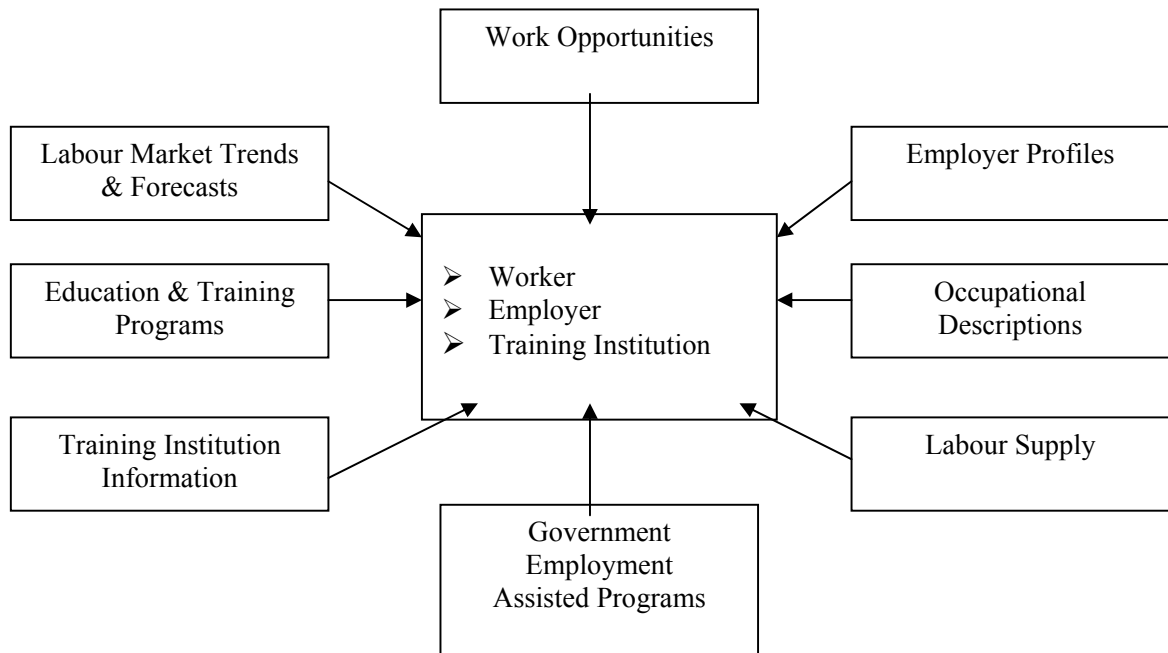 Work Opportunities
Labour Market Trends
& Forecasts
Employer Profiles
➢ Worker
➢ Employer
➢ Training Institution
Education & Training
Programs
Occupational
Descriptions
Training Institution
Information
Labour Supply
Government
Employment
Assisted Programs